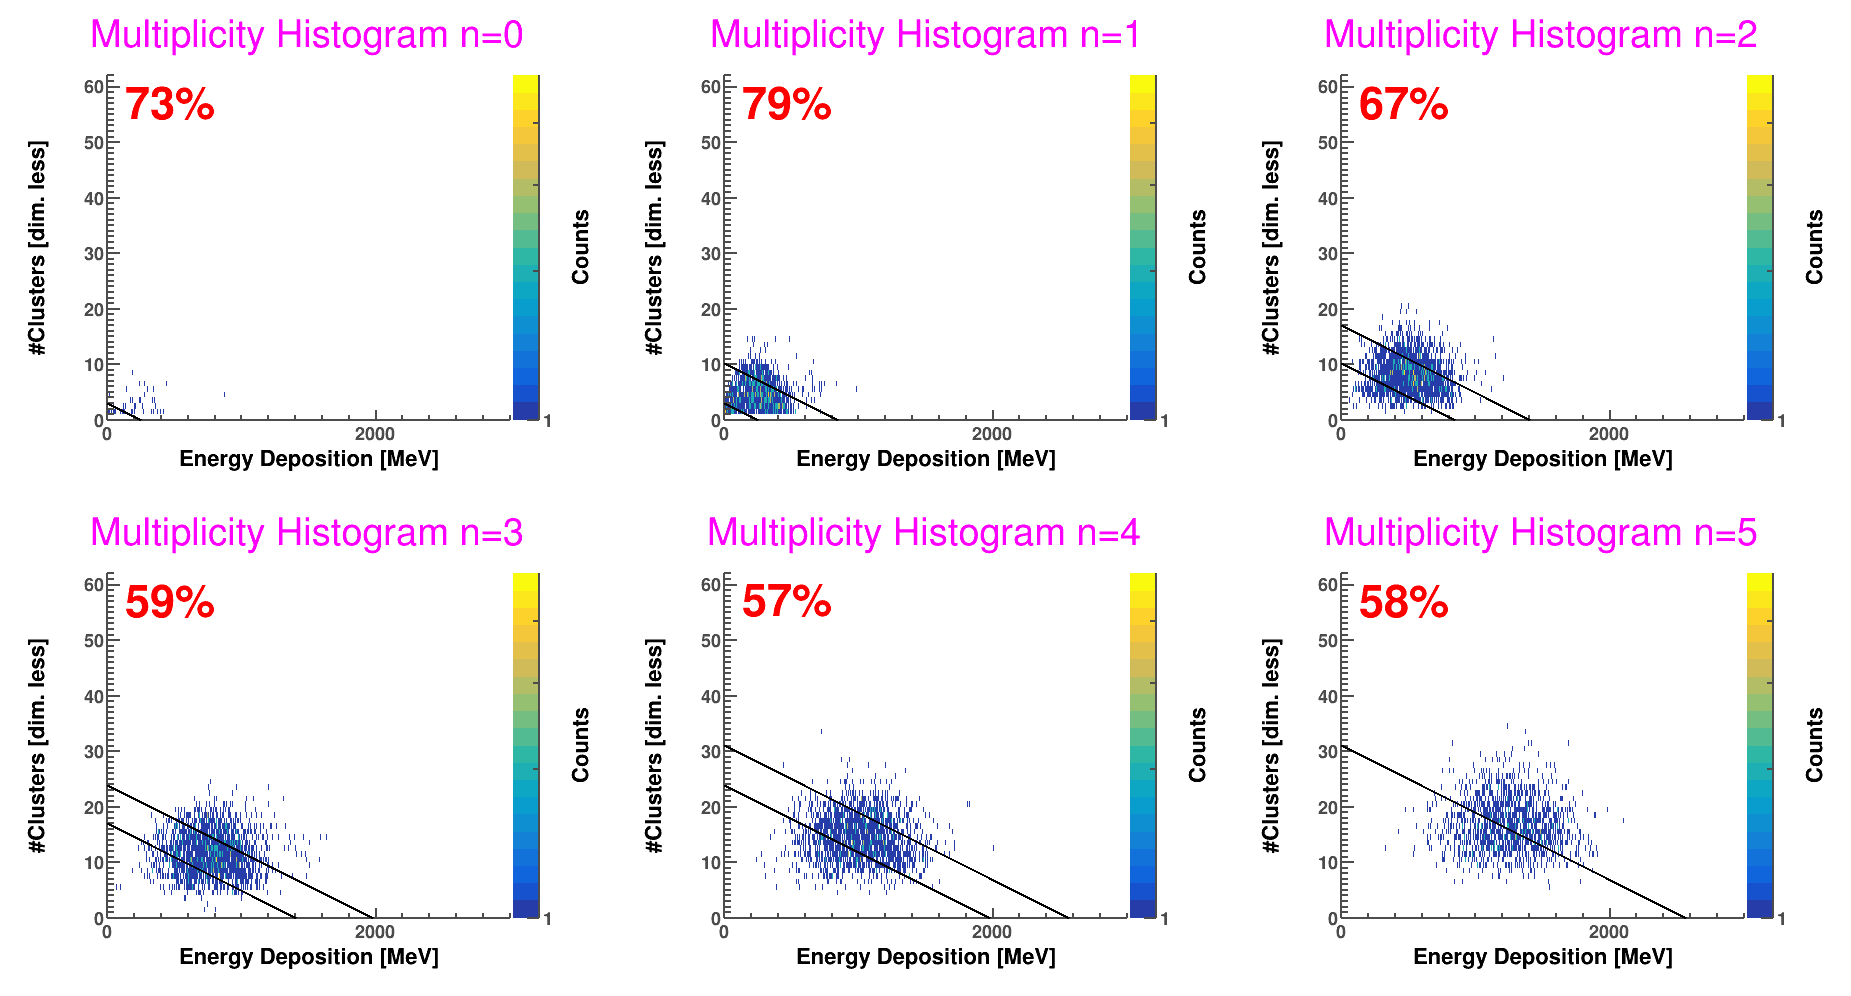 Multiplicity Histogram n=0
73%
60
50
40
30
20
10
0
0
2000
1
#Clusters [dim. less]
Energy Deposition [MeV]
Counts
Multiplicity Histogram n=1
79%
60
50
40
30
20
10
0
0
2000
1
#Clusters [dim. less]
Energy Deposition [MeV]
Counts
Multiplicity Histogram n=2
67%
60
50
40
30
20
10
0
0
2000
1
#Clusters [dim. less]
Energy Deposition [MeV]
Counts
Multiplicity Histogram n=3
59%
60
50
40
30
20
10
0
0
2000
1
#Clusters [dim. less]
Energy Deposition [MeV]
Counts
Multiplicity Histogram n=4
57%
60
50
40
30
20
10
0
0
2000
1
#Clusters [dim. less]
Energy Deposition [MeV]
Counts
Multiplicity Histogram n=5
58%
60
50
40
30
20
10
0
0
2000
1
#Clusters [dim. less]
Energy Deposition [MeV]
Counts